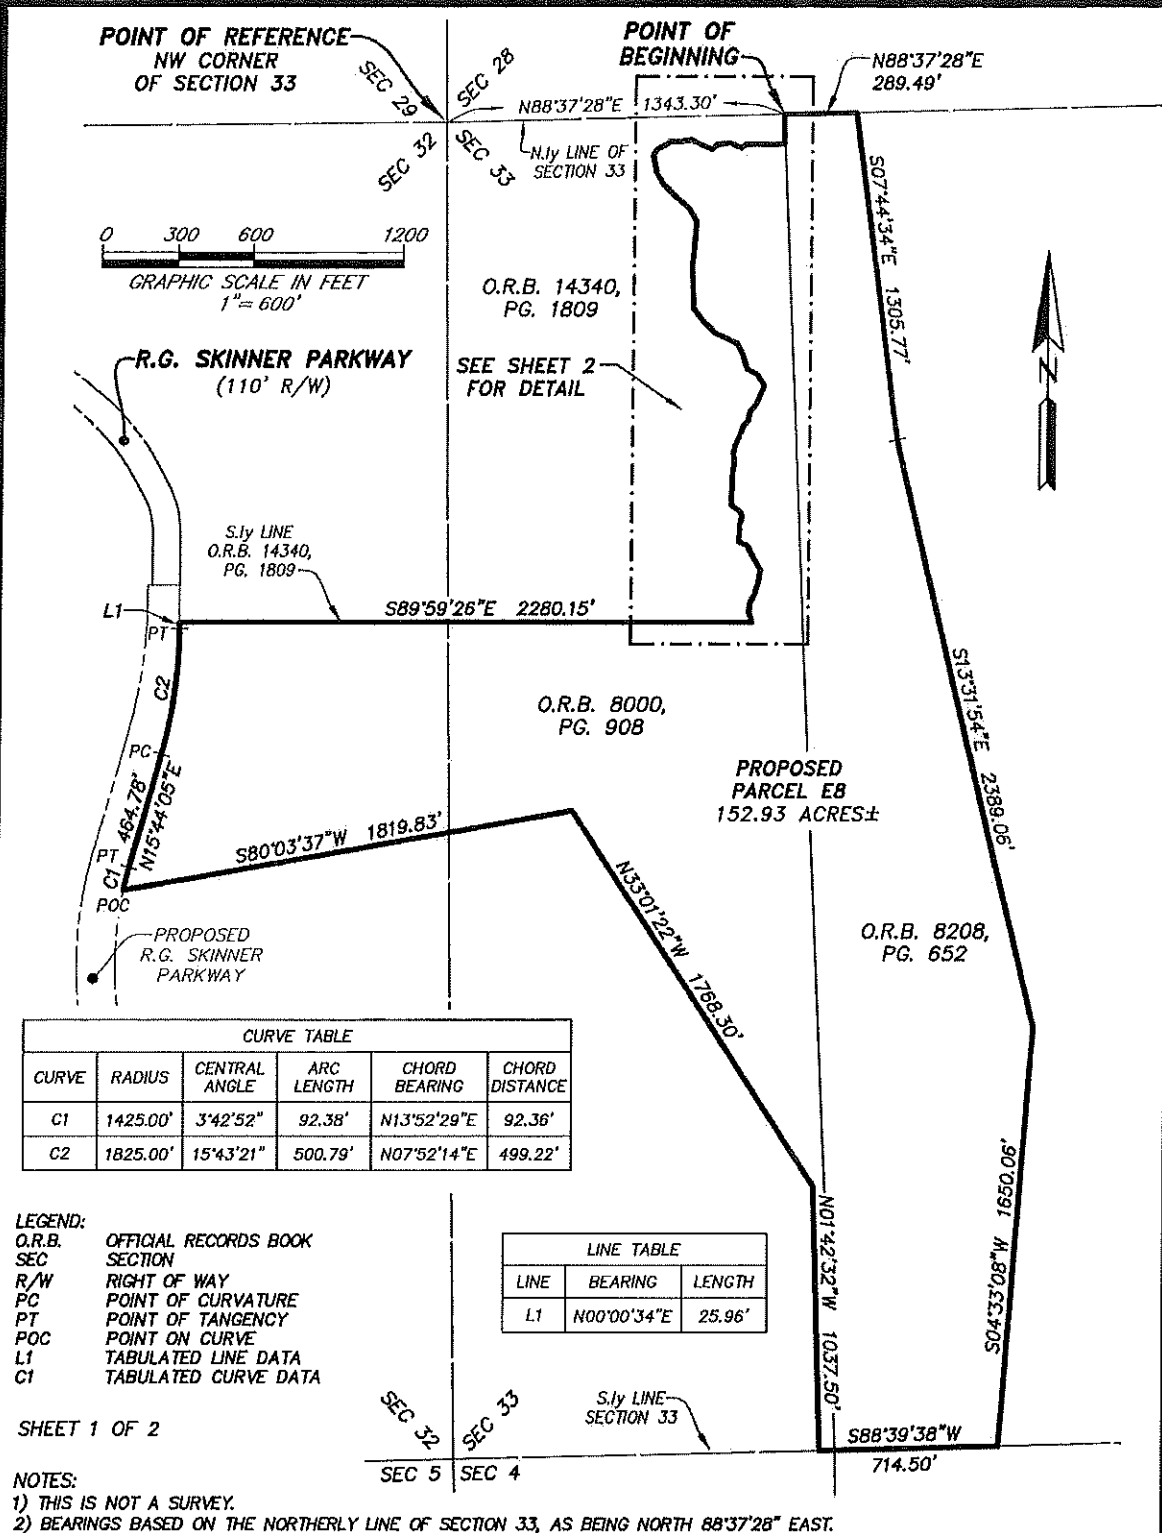 POINT OF REFERENCE
NW CORNER
OF SECTION 33
SEC 29
SEC 28
SEC 32
SEC 33
POINT OF
BEGINNING
N88°37'28"E
289.49'
N88°37'28"E 1343.30'
N.ly LINE OF
SECTION 33
0 300 600 1200
GRAPHIC SCALE IN FEET
1"= 600'
O.R.B. 14340,
PG. 1809
S07°44'34"E 1305.77'
R.G. SKINNER PARKWAY
(110' R/W)
SEE SHEET 2
FOR DETAIL
N
S.ly LINE
O.R.B. 14340,
PG. 1809
L1
PT
S89°59'26"E 2280.15'
C2
PC
464.78'
N15°44'05"E
PT
C1
POC
O.R.B. 8000,
PG. 908
S13°31'54"E 2389.06'
PROPOSED
PARCEL E8
152.93 ACRES±
S80°03'37"W 1819.83'
N33°01'22"W 1768.30'
O.R.B. 8208,
PG. 652
PROPOSED
R.G. SKINNER
PARKWAY
CURVE TABLE
CURVE RADIUS CENTRAL ANGLE ARC LENGTH CHORD BEARING CHORD DISTANCE
C1 1425.00' 3°42'52" 92.38' N13°52'29"E 92.36'
C2 1825.00' 15°43'21" 500.79' N07°52'14"E 499.22'
N01°42'32"W 1037.50'
S04°33'08"W 1650.06'
LEGEND:
O.R.B. OFFICIAL RECORDS BOOK
SEC SECTION
R/W RIGHT OF WAY
PC POINT OF CURVATURE
PT POINT OF TANGENCY
POC POINT ON CURVE
L1 TABULATED LINE DATA
C1 TABULATED CURVE DATA
LINE TABLE
LINE BEARING LENGTH
L1 N00°00'34"E 25.96'
SHEET 1 OF 2
SEC 32
SEC 33
SEC 5
SEC 4
S.ly LINE
SECTION 33
S88°39'38"W
714.50'
NOTES:
1) THIS IS NOT A SURVEY.
2) BEARINGS BASED ON THE NORTHERLY LINE OF SECTION 33, AS BEING NORTH 88°37'28" EAST.